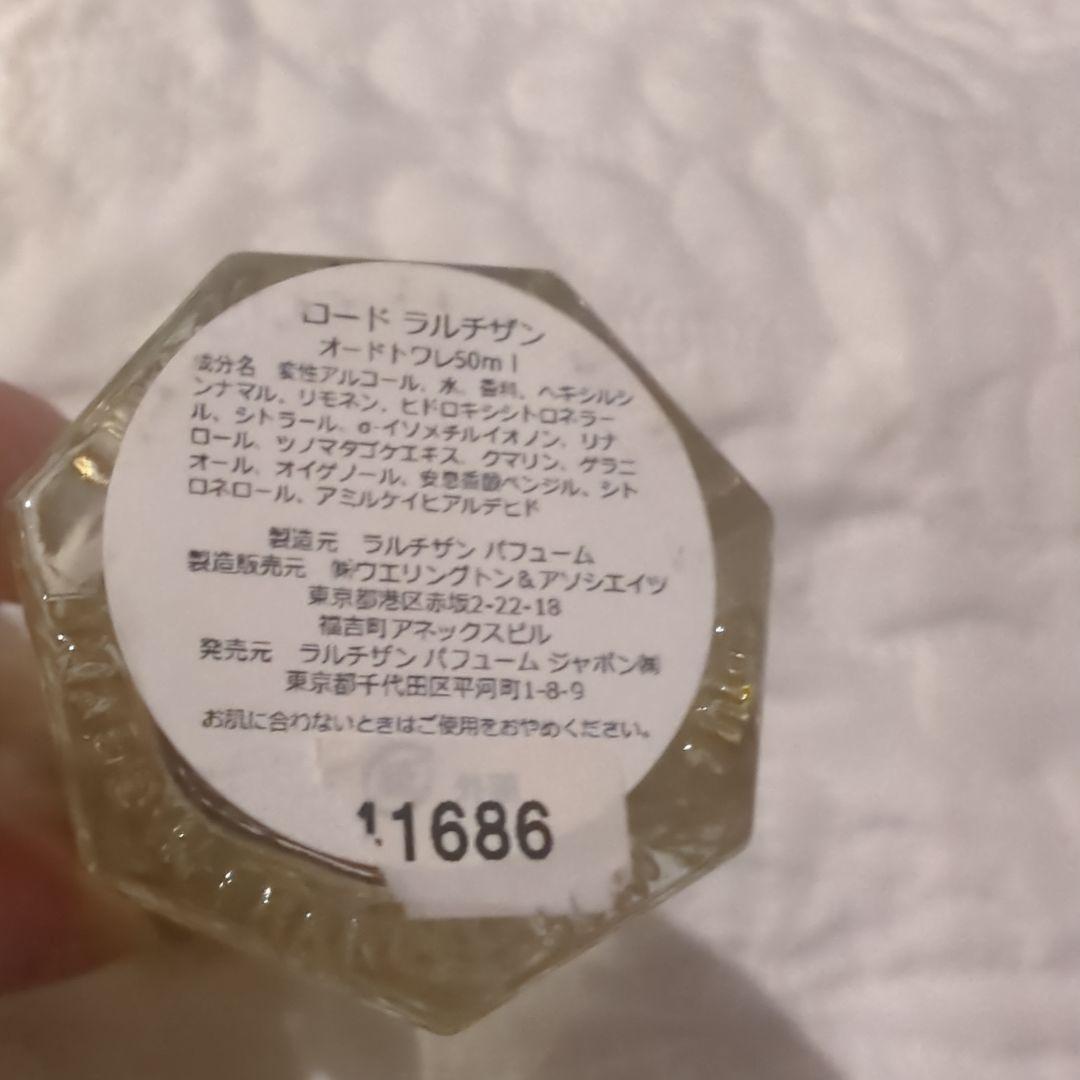 ロード ラルチザン
オードトワレ50ml
成分名 変性アルコール、水、香料、ヘキシルシ
ンナマル、リモネン、ヒドロキシシトロネラー
ル、シトラール、α-イソメチルイオノン、リナ
ロール、ツノマタゴケエキス、クマリン、ゲラニ
オール、オイゲノール、安息香酸ベンジル、シト
ロネロール、アミルケイヒアルデヒド
製造元 ラルチザン パフューム
製造販売元 ㈱ウエリングトン&アソシエイツ
東京都港区赤坂2-22-18
福吉町アネックスビル
発売元 ラルチザン パフューム ジャポン㈱
東京都千代田区平河町1-8-9
お肌に合わないときはご使用をおやめください。
11686